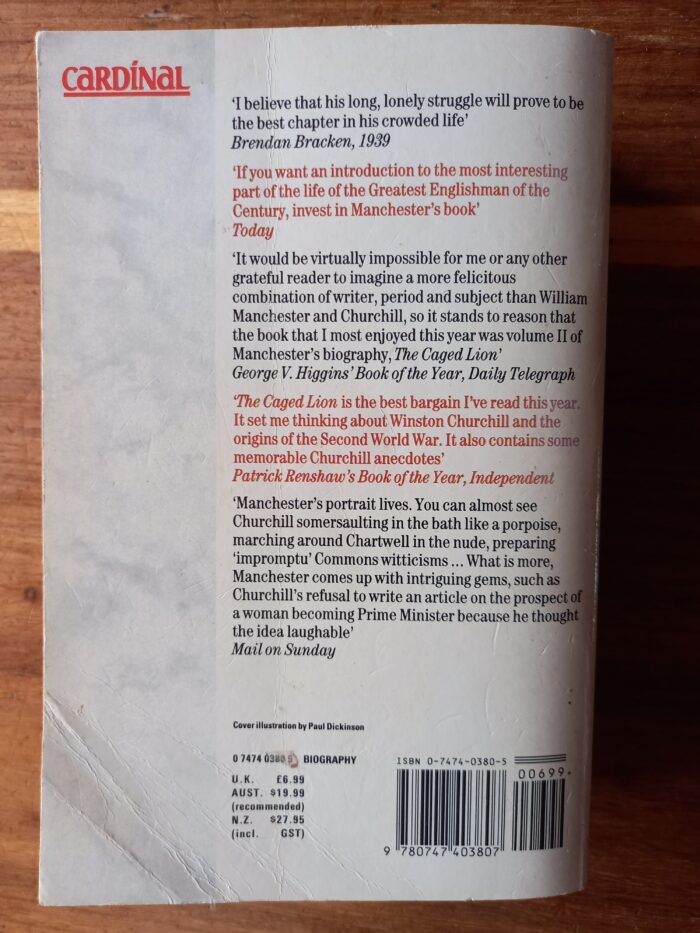 CARDÍNAL
'I believe that his long, lonely struggle will prove to be
the best chapter in his crowded life'
Brendan Bracken, 1939
'If you want an introduction to the most interesting
part of the life of the Greatest Englishman of the
Century, invest in Manchester's book'
Today
'It would be virtually impossible for me or any other
grateful reader to imagine a more felicitous
combination of writer, period and subject than William
Manchester and Churchill, so it stands to reason that
the book that I most enjoyed this year was volume II of
Manchester's biography, The Caged Lion'
George V. Higgins' Book of the Year, Daily Telegraph
'The Caged Lion is the best bargain I've read this year.
It set me thinking about Winston Churchill and the
origins of the Second World War. It also contains some
memorable Churchill anecdotes'
Patrick Renshaw's Book of the Year, Independent
'Manchester's portrait lives. You can almost see
Churchill somersaulting in the bath like a porpoise,
marching around Chartwell in the nude, preparing
'impromptu' Commons witticisms ... What is more,
Manchester comes up with intriguing gems, such as
Churchill's refusal to write an article on the prospect of
a woman becoming Prime Minister because he thought
the idea laughable'
Mail on Sunday
Cover illustration by Paul Dickinson
0 7474 0380 5 BIOGRAPHY
U.K. £6.99
AUST. $19.99
(recommended)
N.Z. $27.95
(incl. GST)
ISBN 0-7474-0380-5
00699
9 780747 403807